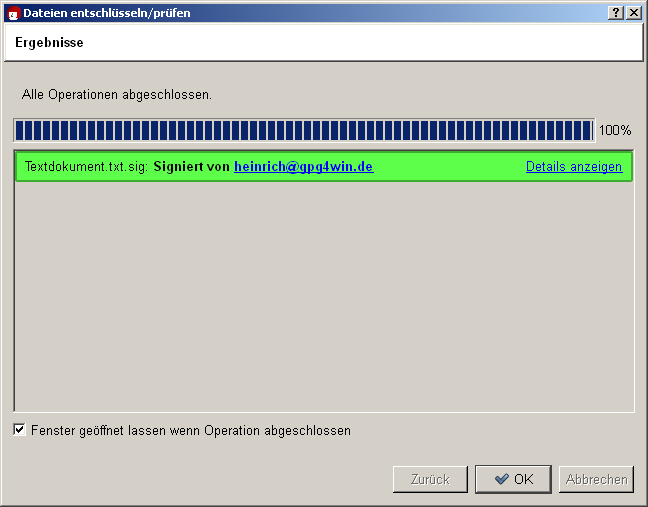 Dateien entschlüsseln/prüfen
Ergebnisse
Alle Operationen abgeschlossen.
100%
Textdokument.txt.sig: Signiert von heinrich@gpg4win.de Details anzeigen
Fenster geöffnet lassen wenn Operation abgeschlossen
Zurück OK Abbrechen